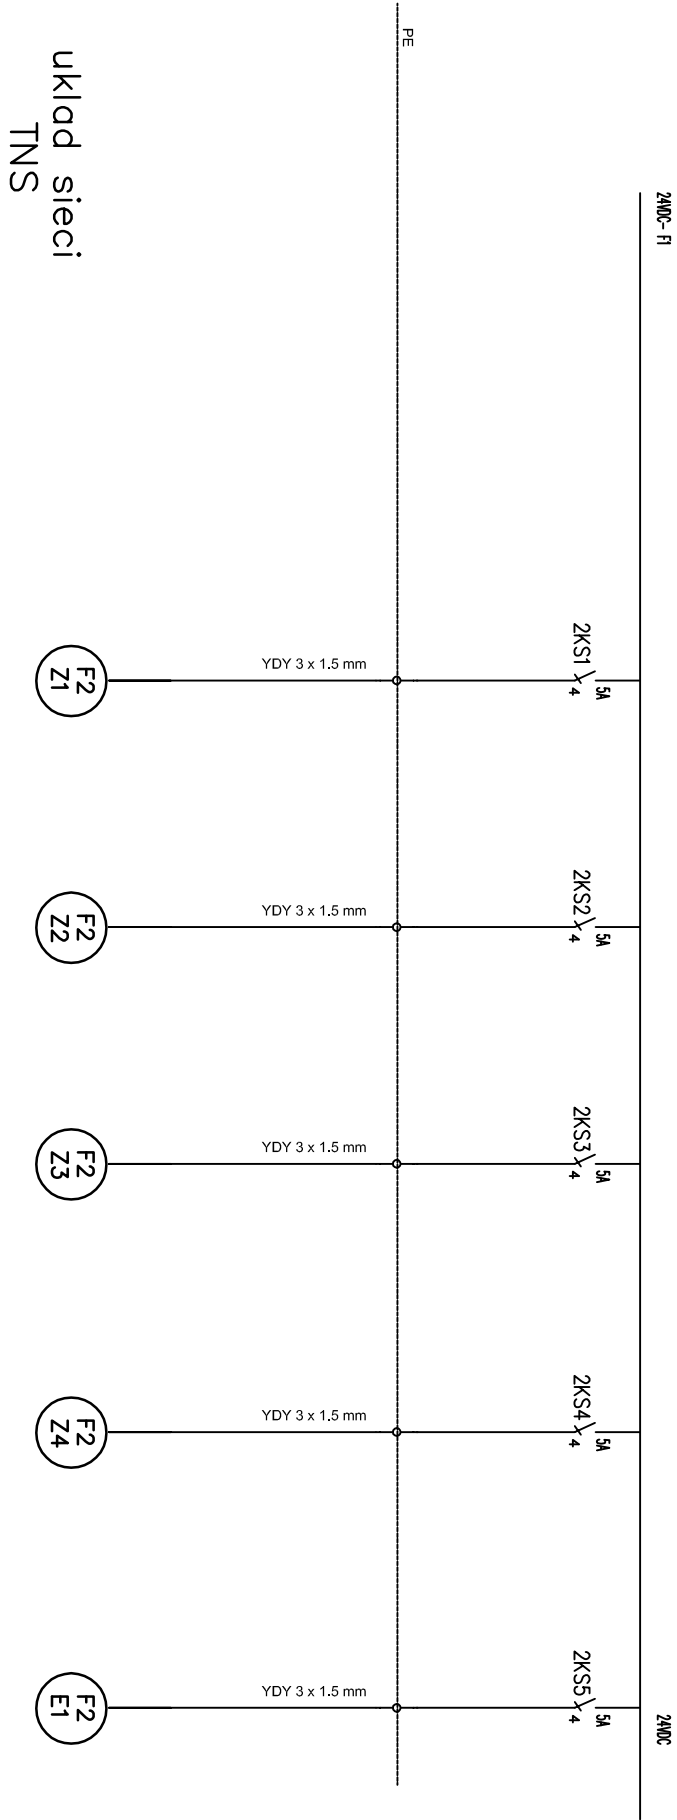 PE
24VDC- F1
uklad sieci
TNS
2KS1
5A
4
YDY 3 x 1.5 mm
F2
Z1
2KS2
5A
4
YDY 3 x 1.5 mm
F2
Z2
2KS3
5A
4
YDY 3 x 1.5 mm
F2
Z3
2KS4
5A
4
YDY 3 x 1.5 mm
F2
Z4
2KS5
5A
4
YDY 3 x 1.5 mm
F2
E1
24VDC